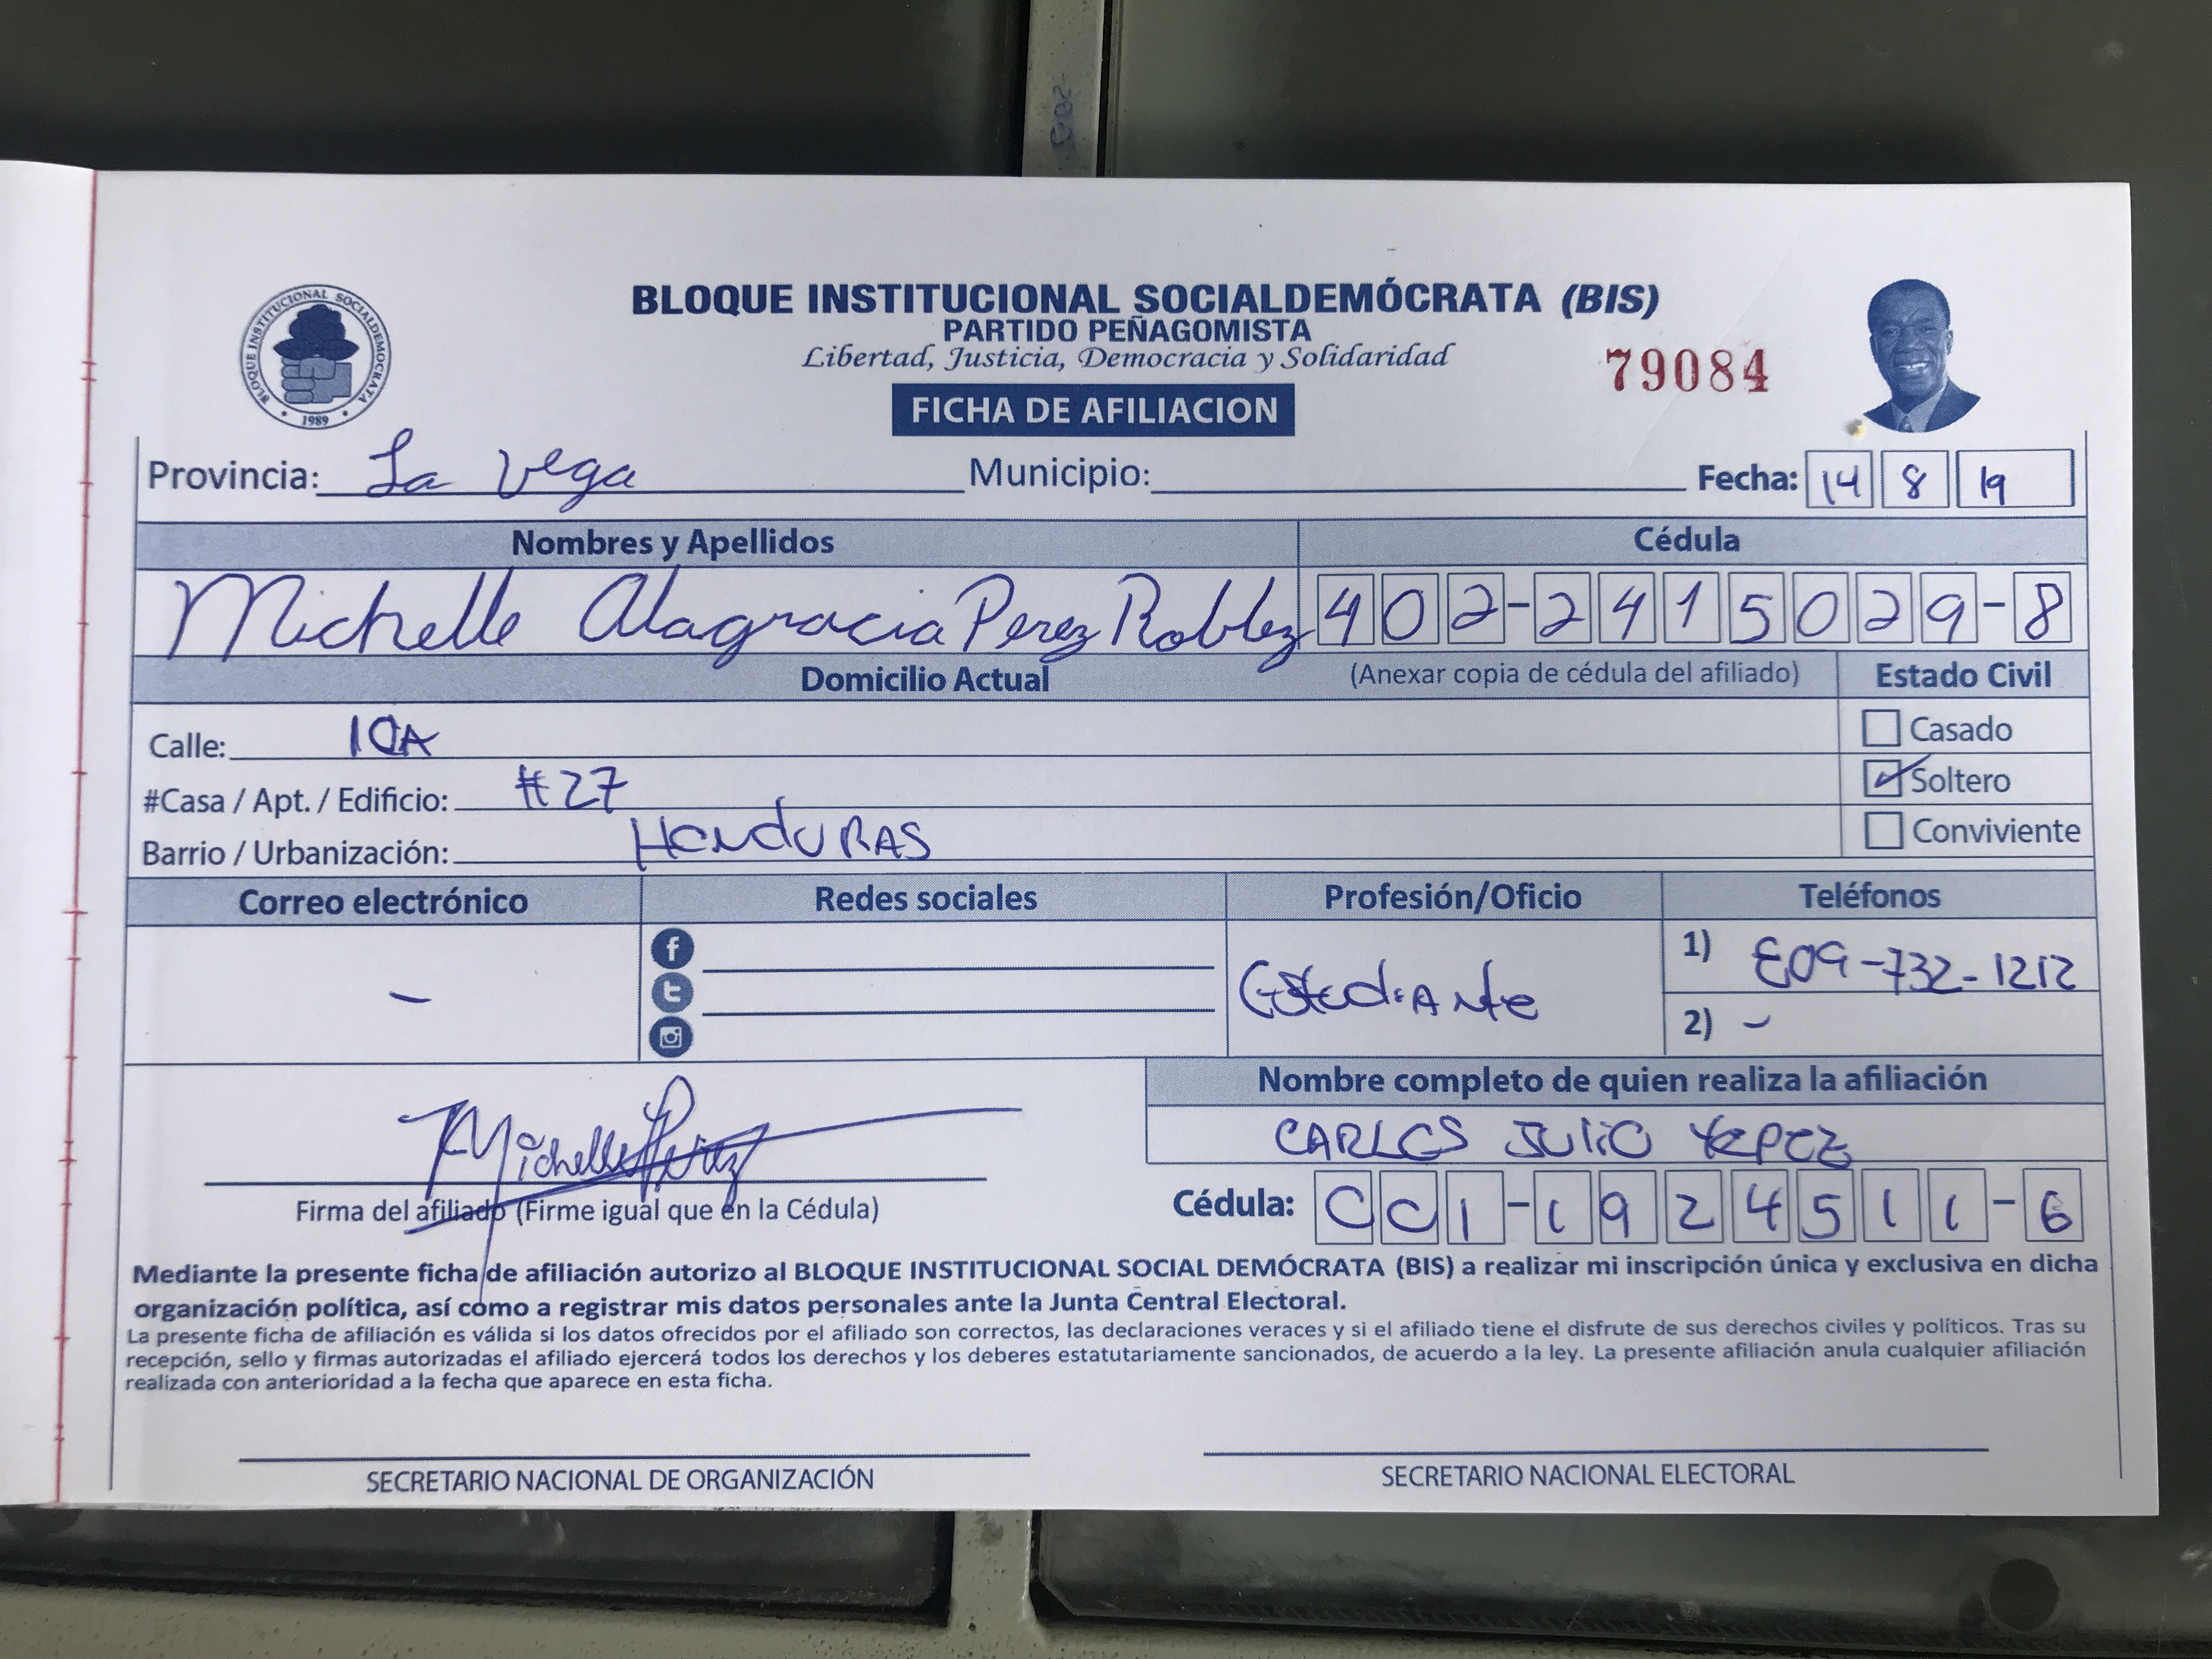 BLOQUE INSTITUCIONAL SOCIALDEMÓCRATA
1989
BLOQUE INSTITUCIONAL SOCIALDEMÓCRATA (BIS)
PARTIDO PEÑAGOMISTA
Libertad, Justicia, Democracia y Solidaridad
79084
FICHA DE AFILIACION
Provincia: La Vega Municipio: Fecha: 14 8 19
Nombres y Apellidos Cédula
Michelle Alagracia Perez Roblez 402-2415029-8
Domicilio Actual (Anexar copia de cédula del afiliado) Estado Civil
Calle: 10A Casado
#Casa / Apt. / Edificio: #27 Soltero
Barrio / Urbanización: HONDURAS Conviviente
Correo electrónico Redes sociales Profesión/Oficio Teléfonos
- Estudiante 1) 809-732-1212
2) -
Nombre completo de quien realiza la afiliación
Michelle Perez CARLOS JULIO YEPEZ
Firma del afiliado (Firme igual que en la Cédula) Cédula: 001-1924511-6
Mediante la presente ficha de afiliación autorizo al BLOQUE INSTITUCIONAL SOCIAL DEMÓCRATA (BIS) a realizar mi inscripción única y exclusiva en dicha
organización política, así como a registrar mis datos personales ante la Junta Central Electoral.
La presente ficha de afiliación es válida si los datos ofrecidos por el afiliado son correctos, las declaraciones veraces y si el afiliado tiene el disfrute de sus derechos civiles y políticos. Tras su
recepción, sello y firmas autorizadas el afiliado ejercerá todos los derechos y los deberes estatutariamente sancionados, de acuerdo a la ley. La presente afiliación anula cualquier afiliación
realizada con anterioridad a la fecha que aparece en esta ficha.
SECRETARIO NACIONAL DE ORGANIZACIÓN SECRETARIO NACIONAL ELECTORAL